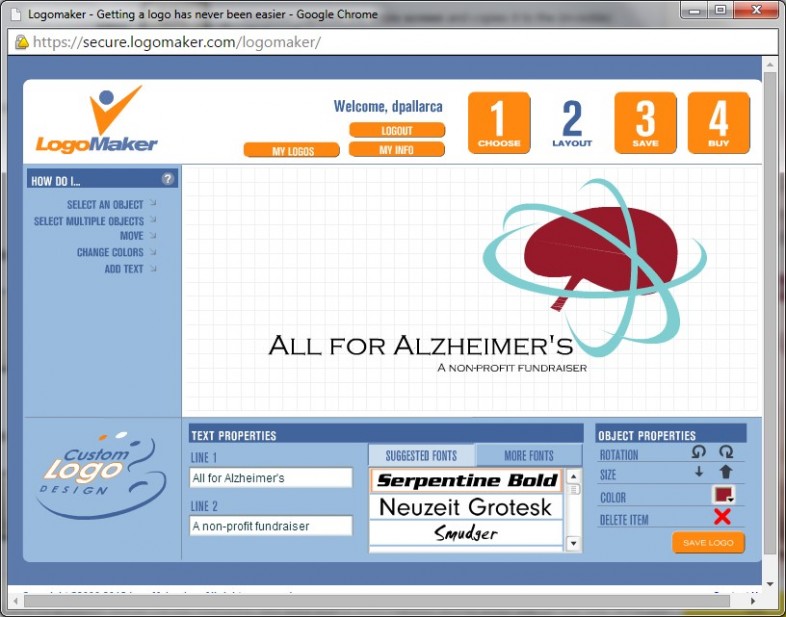 Logomaker - Getting a logo has never been easier - Google Chrome
https://secure.logomaker.com/logomaker/
LogoMaker
Welcome, dpallarca
LOGOUT
MY LOGOS
MY INFO
1
CHOOSE
2
LAYOUT
3
SAVE
4
BUY
HOW DO I... ?
SELECT AN OBJECT
SELECT MULTIPLE OBJECTS
MOVE
CHANGE COLORS
ADD TEXT
ALL FOR ALZHEIMER'S
A NON-PROFIT FUNDRAISER
Custom
Logo
DESIGN
TEXT PROPERTIES
LINE 1
All for Alzheimer's
LINE 2
A non-profit fundraiser
SUGGESTED FONTS
MORE FONTS
Serpentine Bold
Neuzeit Grotesk
Smudger
OBJECT PROPERTIES
ROTATION
SIZE
COLOR
DELETE ITEM
SAVE LOGO